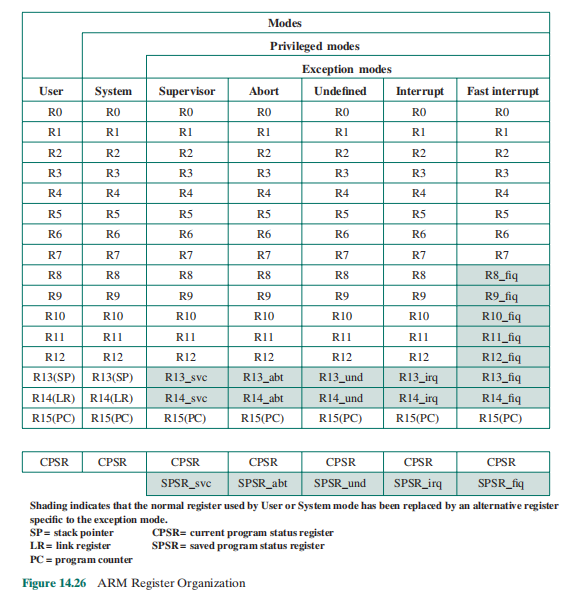 Modes
Privileged modes
Exception modes
User System Supervisor Abort Undefined Interrupt Fast interrupt
R0 R0 R0 R0 R0 R0 R0
R1 R1 R1 R1 R1 R1 R1
R2 R2 R2 R2 R2 R2 R2
R3 R3 R3 R3 R3 R3 R3
R4 R4 R4 R4 R4 R4 R4
R5 R5 R5 R5 R5 R5 R5
R6 R6 R6 R6 R6 R6 R6
R7 R7 R7 R7 R7 R7 R7
R8 R8 R8 R8 R8 R8 R8_fiq
R9 R9 R9 R9 R9 R9 R9_fiq
R10 R10 R10 R10 R10 R10 R10_fiq
R11 R11 R11 R11 R11 R11 R11_fiq
R12 R12 R12 R12 R12 R12 R12_fiq
R13(SP) R13(SP) R13_svc R13_abt R13_und R13_irq R13_fiq
R14(LR) R14(LR) R14_svc R14_abt R14_und R14_irq R14_fiq
R15(PC) R15(PC) R15(PC) R15(PC) R15(PC) R15(PC) R15(PC)
CPSR CPSR CPSR CPSR CPSR CPSR CPSR
SPSR_svc SPSR_abt SPSR_und SPSR_irq SPSR_fiq
Shading indicates that the normal register used by User or System mode has been replaced by an alternative register
specific to the exception mode.
SP = stack pointer CPSR = current program status register
LR = link register SPSR = saved program status register
PC = program counter
Figure 14.26 ARM Register Organization